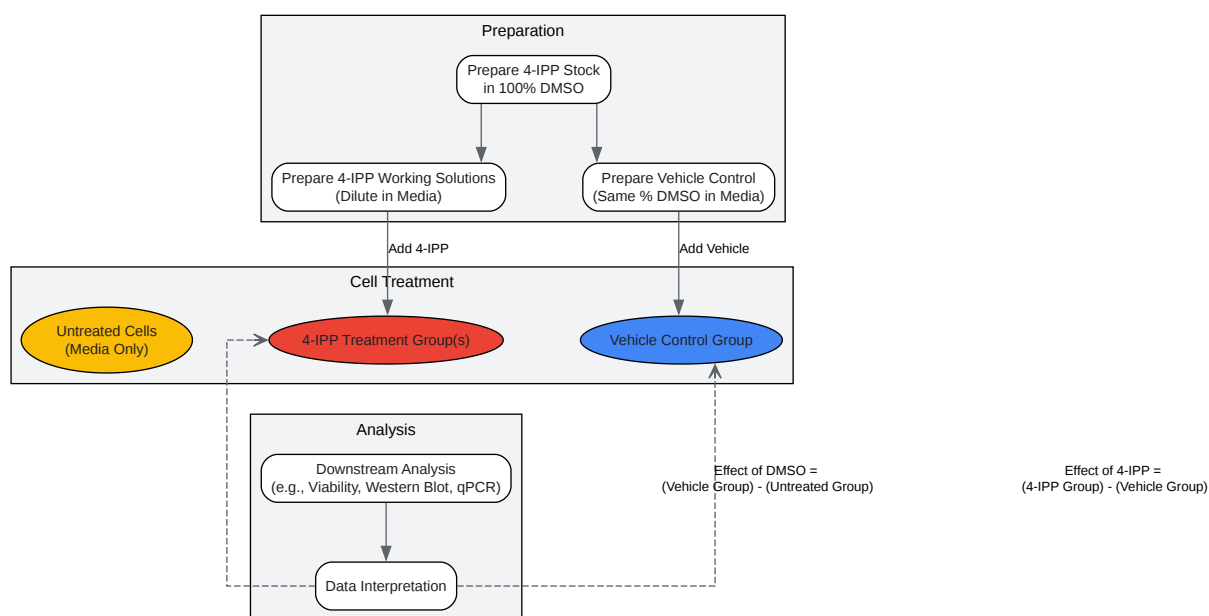 Preparation
Prepare 4-IPP Stock
in 100% DMSO
Prepare 4-IPP Working Solutions
(Dilute in Media)
Prepare Vehicle Control
(Same % DMSO in Media)
Add 4-IPP
Add Vehicle
Cell Treatment
Untreated Cells
(Media Only)
4-IPP Treatment Group(s)
Vehicle Control Group
Analysis
Downstream Analysis
(e.g., Viability, Western Blot, qPCR)
Effect of DMSO =
(Vehicle Group) - (Untreated Group)
Effect of 4-IPP =
(4-IPP Group) - (Vehicle Group)
Data Interpretation